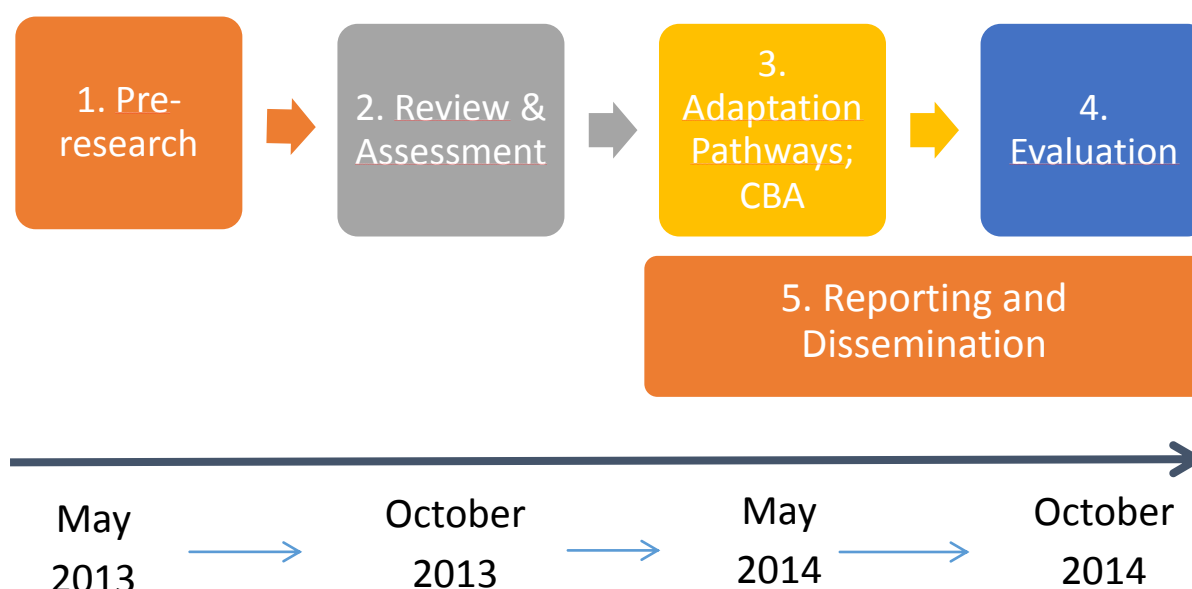 1. Pre-
research
2. Review &
Assessment
3.
Adaptation
Pathways;
CBA
4.
Evaluation
5. Reporting and
Dissemination
May
2013
October
2013
May
2014
October
2014